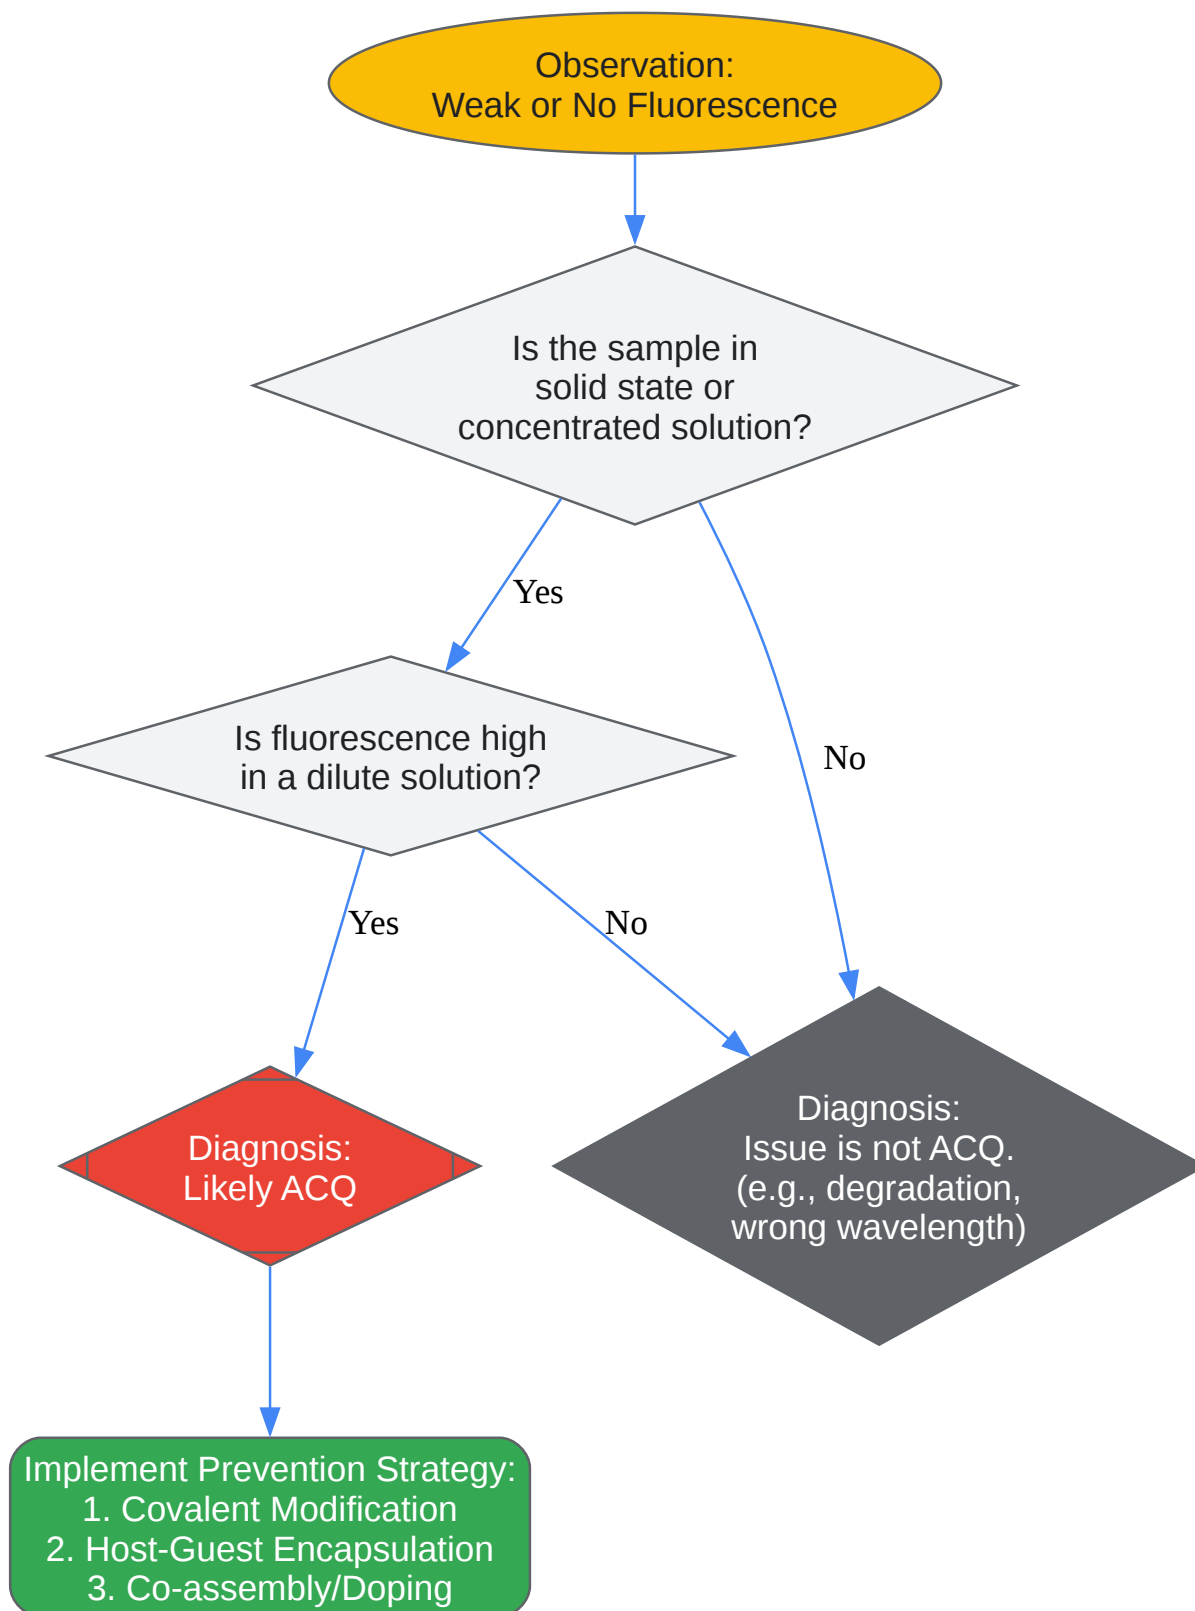 Observation:
Weak or No Fluorescence
Is the sample in
solid state or
concentrated solution?
Yes
No
Is fluorescence high
in a dilute solution?
Yes
No
Diagnosis:
Likely ACQ
Diagnosis:
Issue is not ACQ.
(e.g., degradation,
wrong wavelength)
Implement Prevention Strategy:
1. Covalent Modification
2. Host-Guest Encapsulation
3. Co-assembly/Doping